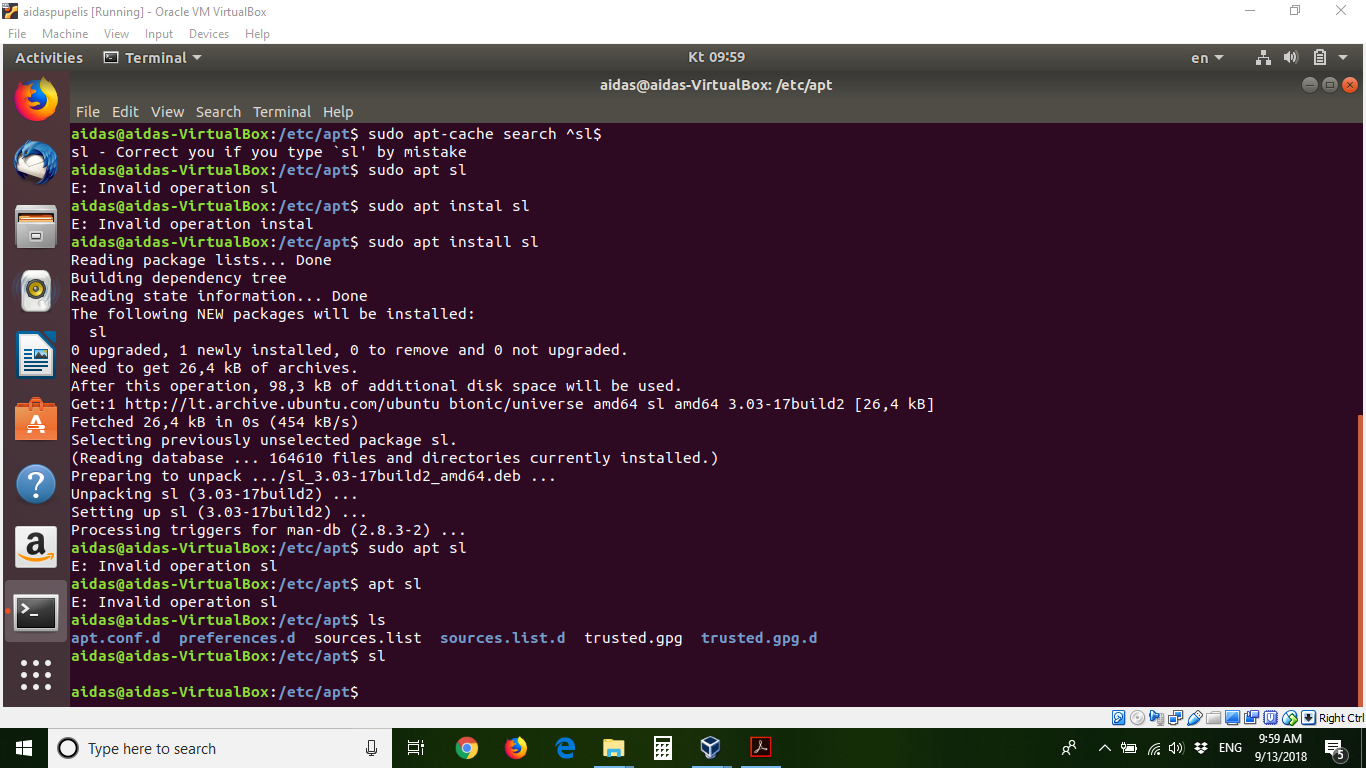 aidaspupelis [Running] - Oracle VM VirtualBox
File Machine View Input Devices Help
Activities Terminal Kt 09:59 en
aidas@aidas-VirtualBox: /etc/apt
File Edit View Search Terminal Help
aidas@aidas-VirtualBox:/etc/apt$ sudo apt-cache search ^sl$
sl - Correct you if you type `sl' by mistake
aidas@aidas-VirtualBox:/etc/apt$ sudo apt sl
E: Invalid operation sl
aidas@aidas-VirtualBox:/etc/apt$ sudo apt instal sl
E: Invalid operation instal
aidas@aidas-VirtualBox:/etc/apt$ sudo apt install sl
Reading package lists... Done
Building dependency tree
Reading state information... Done
The following NEW packages will be installed:
  sl
0 upgraded, 1 newly installed, 0 to remove and 0 not upgraded.
Need to get 26,4 kB of archives.
After this operation, 98,3 kB of additional disk space will be used.
Get:1 http://lt.archive.ubuntu.com/ubuntu bionic/universe amd64 sl amd64 3.03-17build2 [26,4 kB]
Fetched 26,4 kB in 0s (454 kB/s)
Selecting previously unselected package sl.
(Reading database ... 164610 files and directories currently installed.)
Preparing to unpack .../sl_3.03-17build2_amd64.deb ...
Unpacking sl (3.03-17build2) ...
Setting up sl (3.03-17build2) ...
Processing triggers for man-db (2.8.3-2) ...
aidas@aidas-VirtualBox:/etc/apt$ sudo apt sl
E: Invalid operation sl
aidas@aidas-VirtualBox:/etc/apt$ apt sl
E: Invalid operation sl
aidas@aidas-VirtualBox:/etc/apt$ ls
apt.conf.d  preferences.d  sources.list  sources.list.d  trusted.gpg  trusted.gpg.d
aidas@aidas-VirtualBox:/etc/apt$ sl
aidas@aidas-VirtualBox:/etc/apt$
Right Ctrl
Type here to search
ENG
9:59 AM
9/13/2018
5